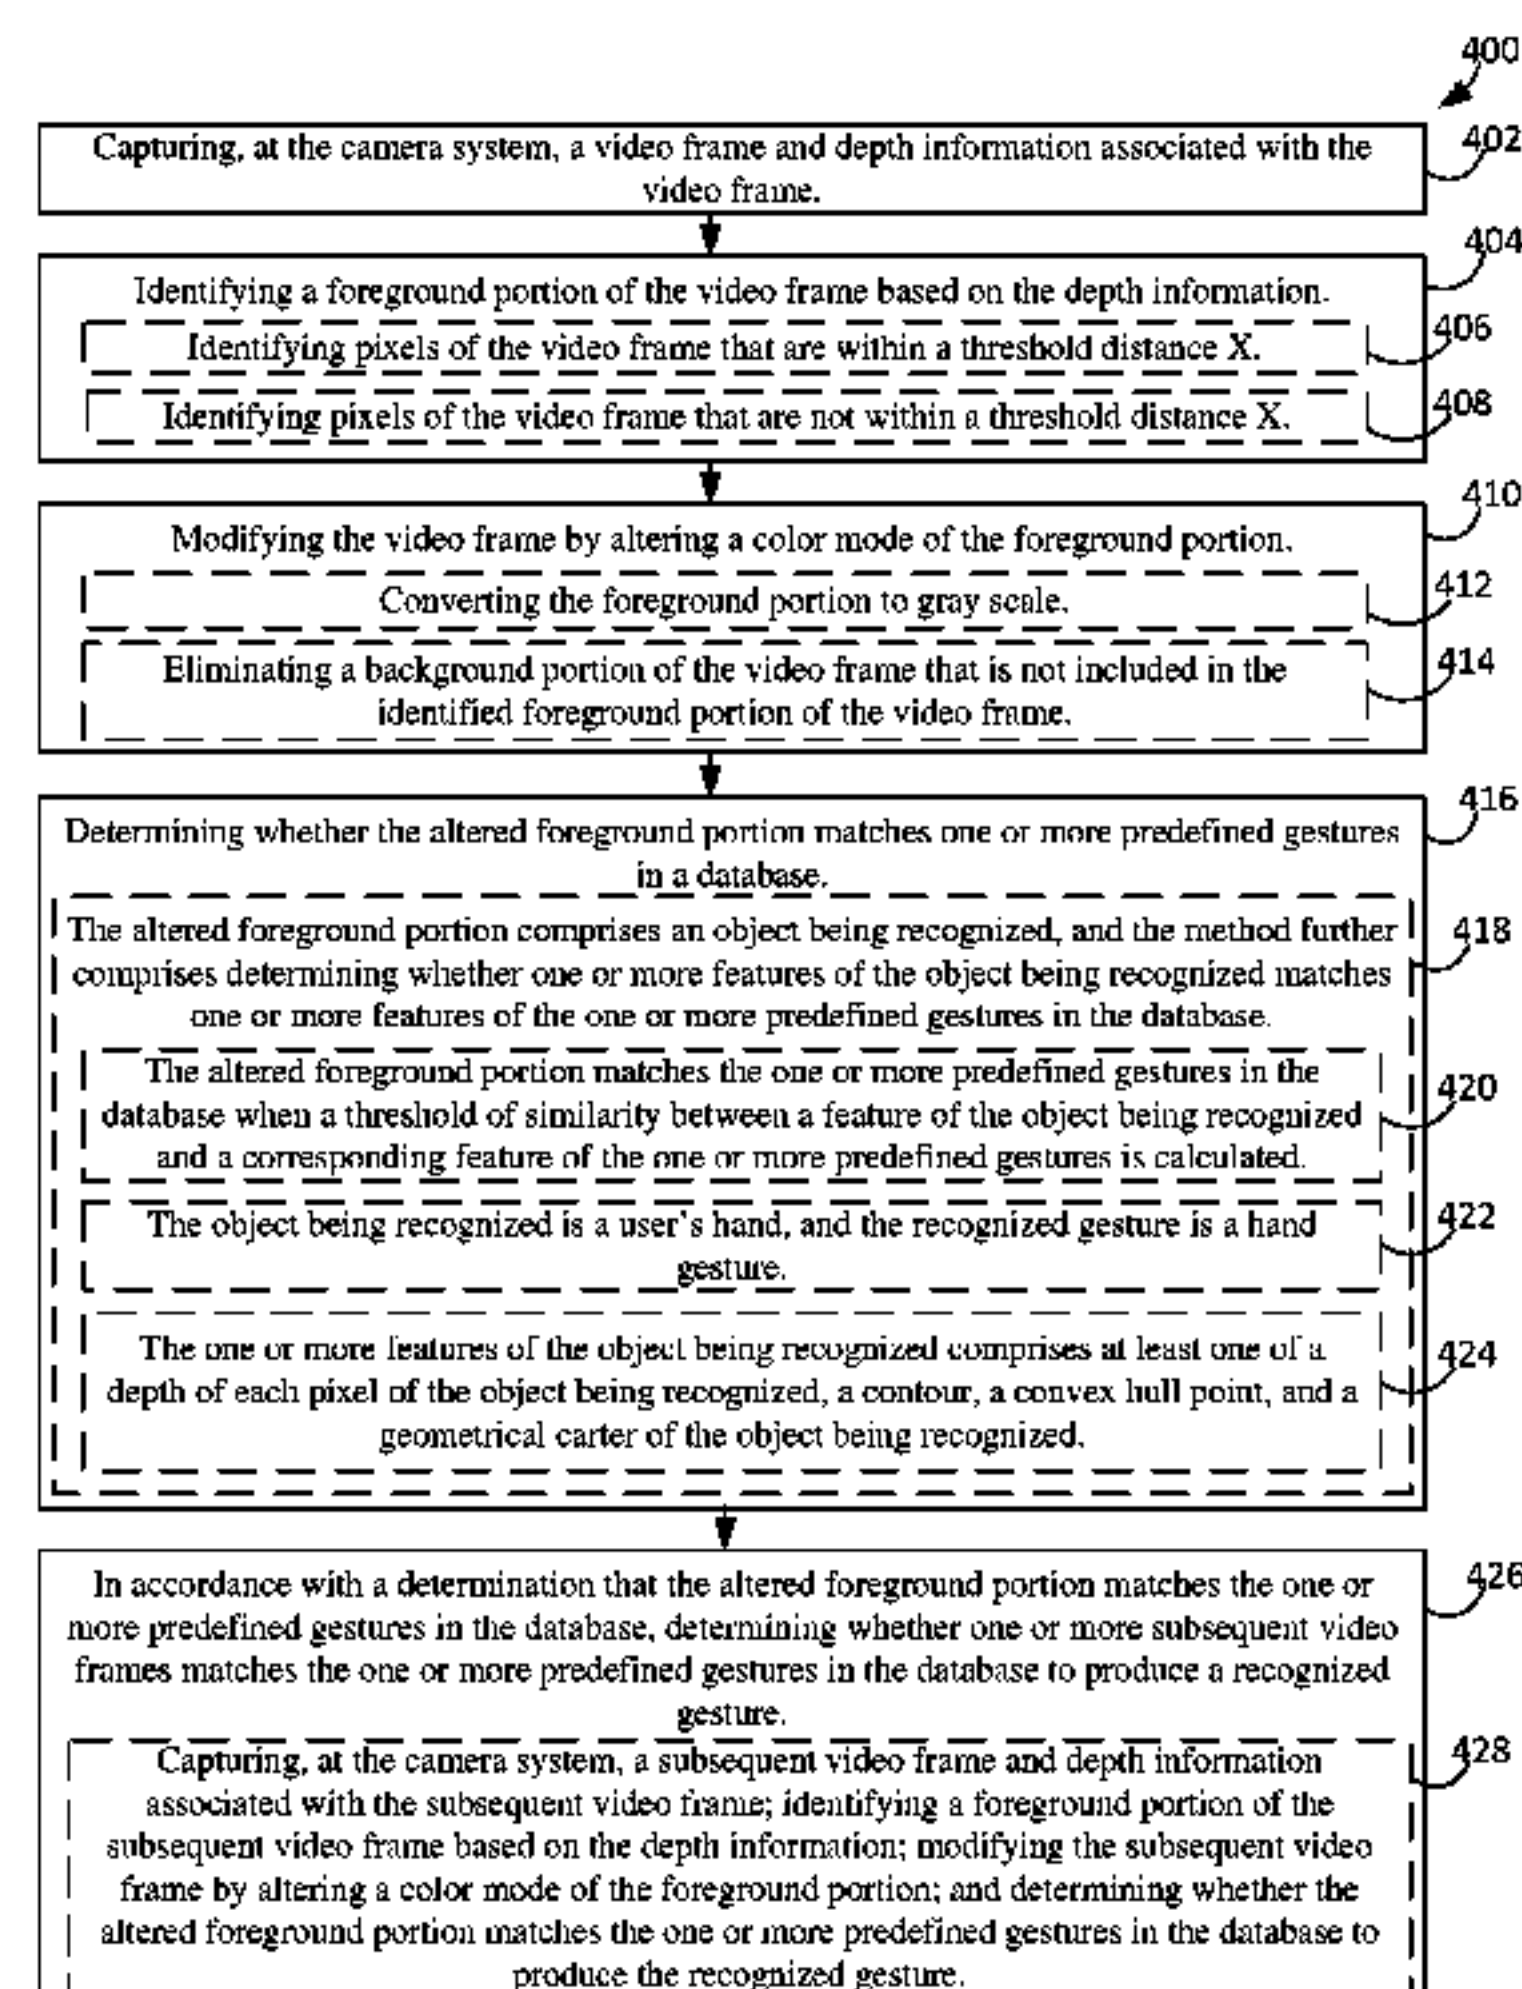 400
Capturing, at the camera system, a video frame and depth information associated with the
video frame.
402
404
Identifying a foreground portion of the video frame based on the depth information.
Identifying pixels of the video frame that are within a threshold distance X.
406
Identifying pixels of the video frame that are not within a threshold distance X.
408
410
Modifying the video frame by altering a color mode of the foreground portion.
Converting the foreground portion to gray scale.
412
Eliminating a background portion of the video frame that is not included in the
identified foreground portion of the video frame.
414
416
Determining whether the altered foreground portion matches one or more predefined gestures
in a database.
The altered foreground portion comprises an object being recognized, and the method further
comprises determining whether one or more features of the object being recognized matches
one or more features of the one or more predefined gestures in the database.
418
The altered foreground portion matches the one or more predefined gestures in the
database when a threshold of similarity between a feature of the object being recognized
and a corresponding feature of the one or more predefined gestures is calculated.
420
The object being recognized is a user's hand, and the recognized gesture is a hand
gesture.
422
The one or more features of the object being recognized comprises at least one of a
depth of each pixel of the object being recognized, a contour, a convex hull point, and a
geometrical carter of the object being recognized.
424
In accordance with a determination that the altered foreground portion matches the one or
more predefined gestures in the database, determining whether one or more subsequent video
frames matches the one or more predefined gestures in the database to produce a recognized
gesture.
426
Capturing, at the camera system, a subsequent video frame and depth information
associated with the subsequent video frame; identifying a foreground portion of the
subsequent video frame based on the depth information; modifying the subsequent video
frame by altering a color mode of the foreground portion; and determining whether the
altered foreground portion matches the one or more predefined gestures in the database to
produce the recognized gesture.
428